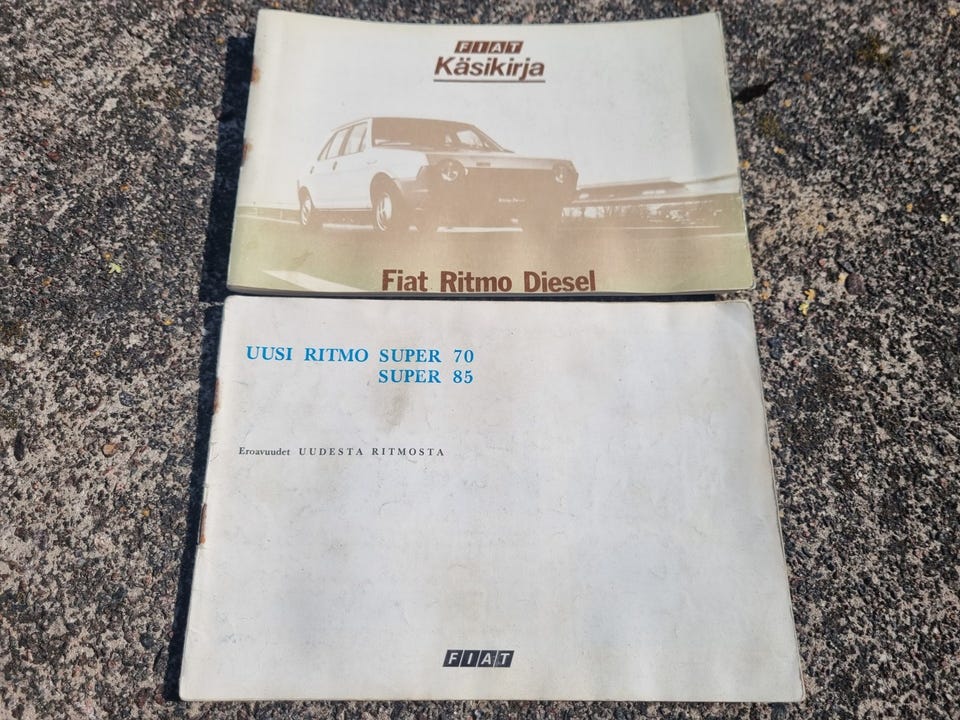 FIAT
Käsikirja
Fiat Ritmo Diesel
UUSI RITMO SUPER 70
SUPER 85
Eroavuudet UUDESTA RITMOSTA
FIAT